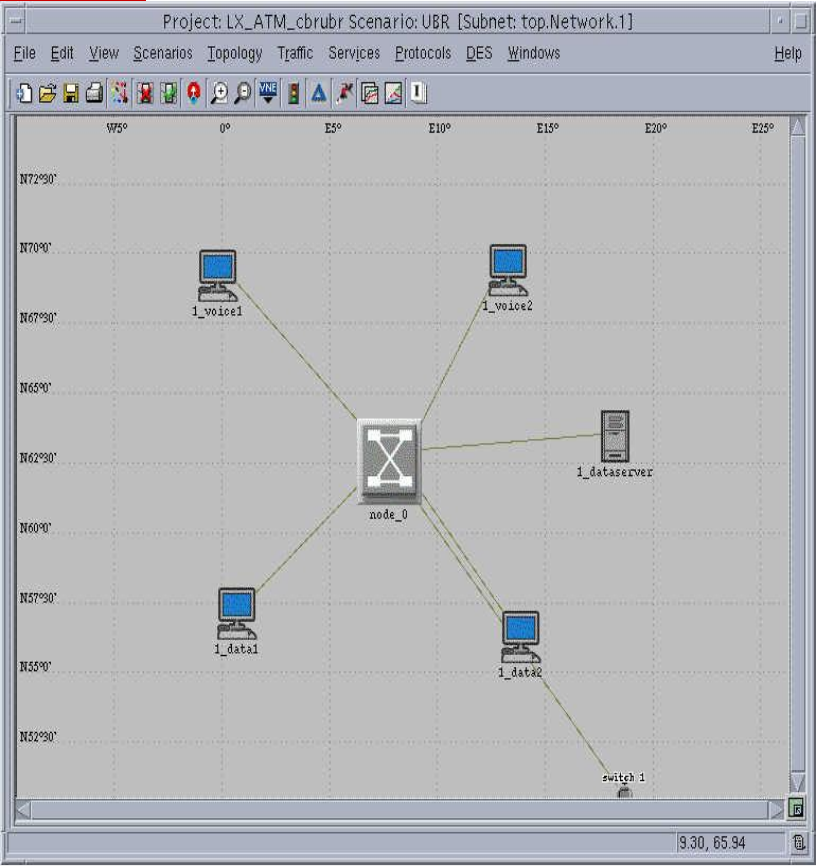 Project: LX_ATM_cbrubr Scenario: UBR [Subnet: top.Network.1]
File Edit View Scenarios Topology Traffic Services Protocols DES Windows Help
VNE
W5° 0° E5° E10° E15° E20° E25°
N72°30'
N70°0'
1_voice1
1_voice2
N67°30'
N65°0'
N62°30'
1_dataserver
node_0
N60°0'
N57°30'
1_data1
N55°0'
1_data2
N52°30'
switch 1
9.30, 65.94